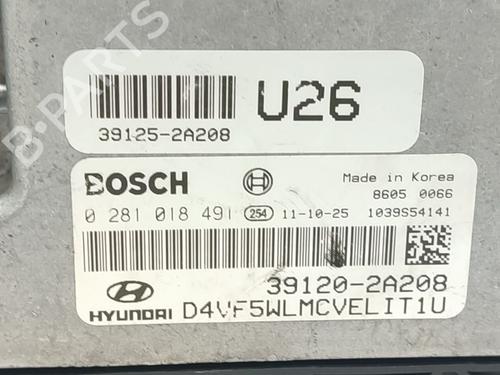 B-PARTS
U26
39125-2A208
BOSCH
Made in Korea
8605 0066
0 281 018 491 254 11-10-25 1039S54141
39120-2A208
HYUNDAI D4VF5WLMCVELIT1U